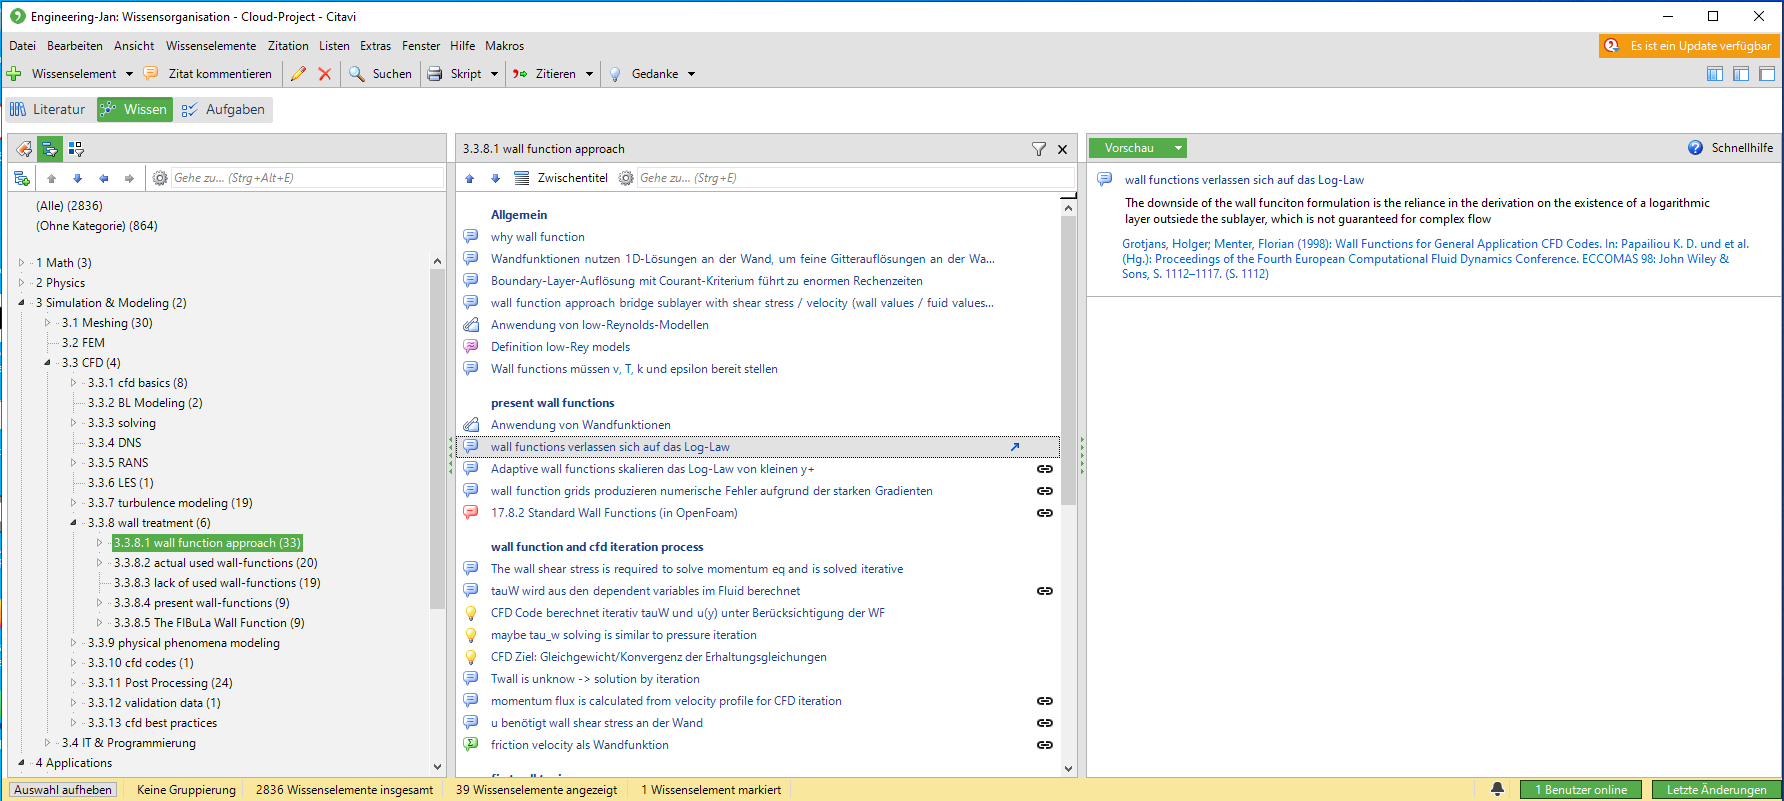 Engineering-Jan: Wissensorganisation - Cloud-Project - Citavi
Datei Bearbeiten Ansicht Wissenselemente Zitation Listen Extras Fenster Hilfe Makros
Es ist ein Update verfügbar
Wissenselement Zitat kommentieren Suchen Skript Zitieren Gedanke
Literatur Wissen Aufgaben
Gehe zu... (Strg+Alt+E)
(Alle) (2836)
(Ohne Kategorie) (864)
1 Math (3)
2 Physics
3 Simulation & Modeling (2)
3.1 Meshing (30)
3.2 FEM
3.3 CFD (4)
3.3.1 cfd basics (8)
3.3.2 BL Modeling (2)
3.3.3 solving
3.3.4 DNS
3.3.5 RANS
3.3.6 LES (1)
3.3.7 turbulence modeling (19)
3.3.8 wall treatment (6)
3.3.8.1 wall function approach (33)
3.3.8.2 actual used wall-functions (20)
3.3.8.3 lack of used wall-functions (19)
3.3.8.4 present wall-functions (9)
3.3.8.5 The FIBuLa Wall Function (9)
3.3.9 physical phenomena modeling
3.3.10 cfd codes (1)
3.3.11 Post Processing (24)
3.3.12 validation data (1)
3.3.13 cfd best practices
3.4 IT & Programmierung
4 Applications
3.3.8.1 wall function approach
Zwischentitel Gehe zu... (Strg+E)
Allgemein
why wall function
Wandfunktionen nutzen 1D-Lösungen an der Wand, um feine Gitterauflösungen an der Wa...
Boundary-Layer-Auflösung mit Courant-Kriterium führt zu enormen Rechenzeiten
wall function approach bridge sublayer with shear stress / velocity (wall values / fuid values...
Anwendung von low-Reynolds-Modellen
Definition low-Rey models
Wall functions müssen v, T, k und epsilon bereit stellen
present wall functions
Anwendung von Wandfunktionen
wall functions verlassen sich auf das Log-Law
Adaptive wall functions skalieren das Log-Law von kleinen y+
wall function grids produzieren numerische Fehler aufgrund der starken Gradienten
17.8.2 Standard Wall Functions (in OpenFoam)
wall function and cfd iteration process
The wall shear stress is required to solve momentum eq and is solved iterative
tauW wird aus den dependent variables im Fluid berechnet
CFD Code berechnet iterativ tauW und u(y) unter Berücksichtigung der WF
maybe tau_w solving is similar to pressure iteration
CFD Ziel: Gleichgewicht/Konvergenz der Erhaltungsgleichungen
Twall is unknow -> solution by iteration
momentum flux is calculated from velocity profile for CFD iteration
u benötigt wall shear stress an der Wand
friction velocity als Wandfunktion
Vorschau Schnellhilfe
wall functions verlassen sich auf das Log-Law
The downside of the wall funciton formulation is the reliance in the derivation on the existence of a logarithmic
layer outsiede the sublayer, which is not guaranteed for complex flow
Grotjans, Holger; Menter, Florian (1998): Wall Functions for General Application CFD Codes. In: Papailiou K. D. und et al.
(Hg.): Proceedings of the Fourth European Computational Fluid Dynamics Conference. ECCOMAS 98: John Wiley &
Sons, S. 1112–1117. (S. 1112)
Auswahl aufheben Keine Gruppierung 2836 Wissenselemente insgesamt 39 Wissenselemente angezeigt 1 Wissenselement markiert 1 Benutzer online Letzte Änderungen